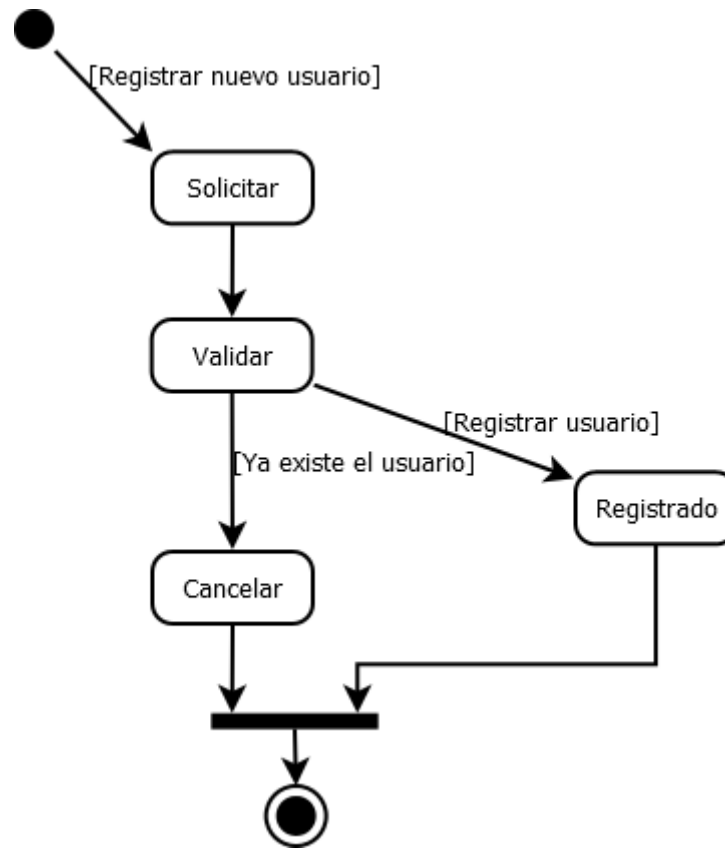 [Registrar nuevo usuario]
Solicitar
Validar
[Registrar usuario]
[Ya existe el usuario]
Registrado
Cancelar